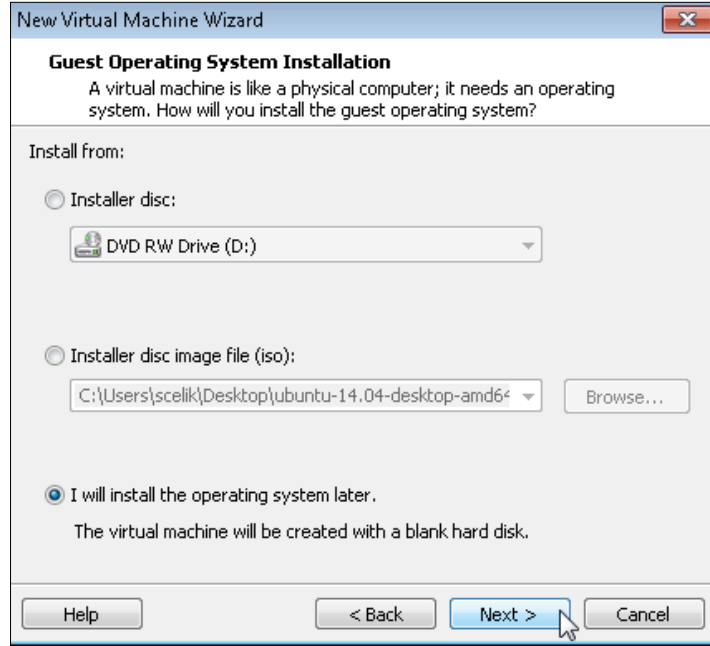 New Virtual Machine Wizard
Guest Operating System Installation
A virtual machine is like a physical computer; it needs an operating
system. How will you install the guest operating system?
Install from:
Installer disc:
DVD RW Drive (D:)
Installer disc image file (iso):
C:\Users\scelik\Desktop\ubuntu-14.04-desktop-amd64
Browse...
I will install the operating system later.
The virtual machine will be created with a blank hard disk.
Help
< Back
Next >
Cancel